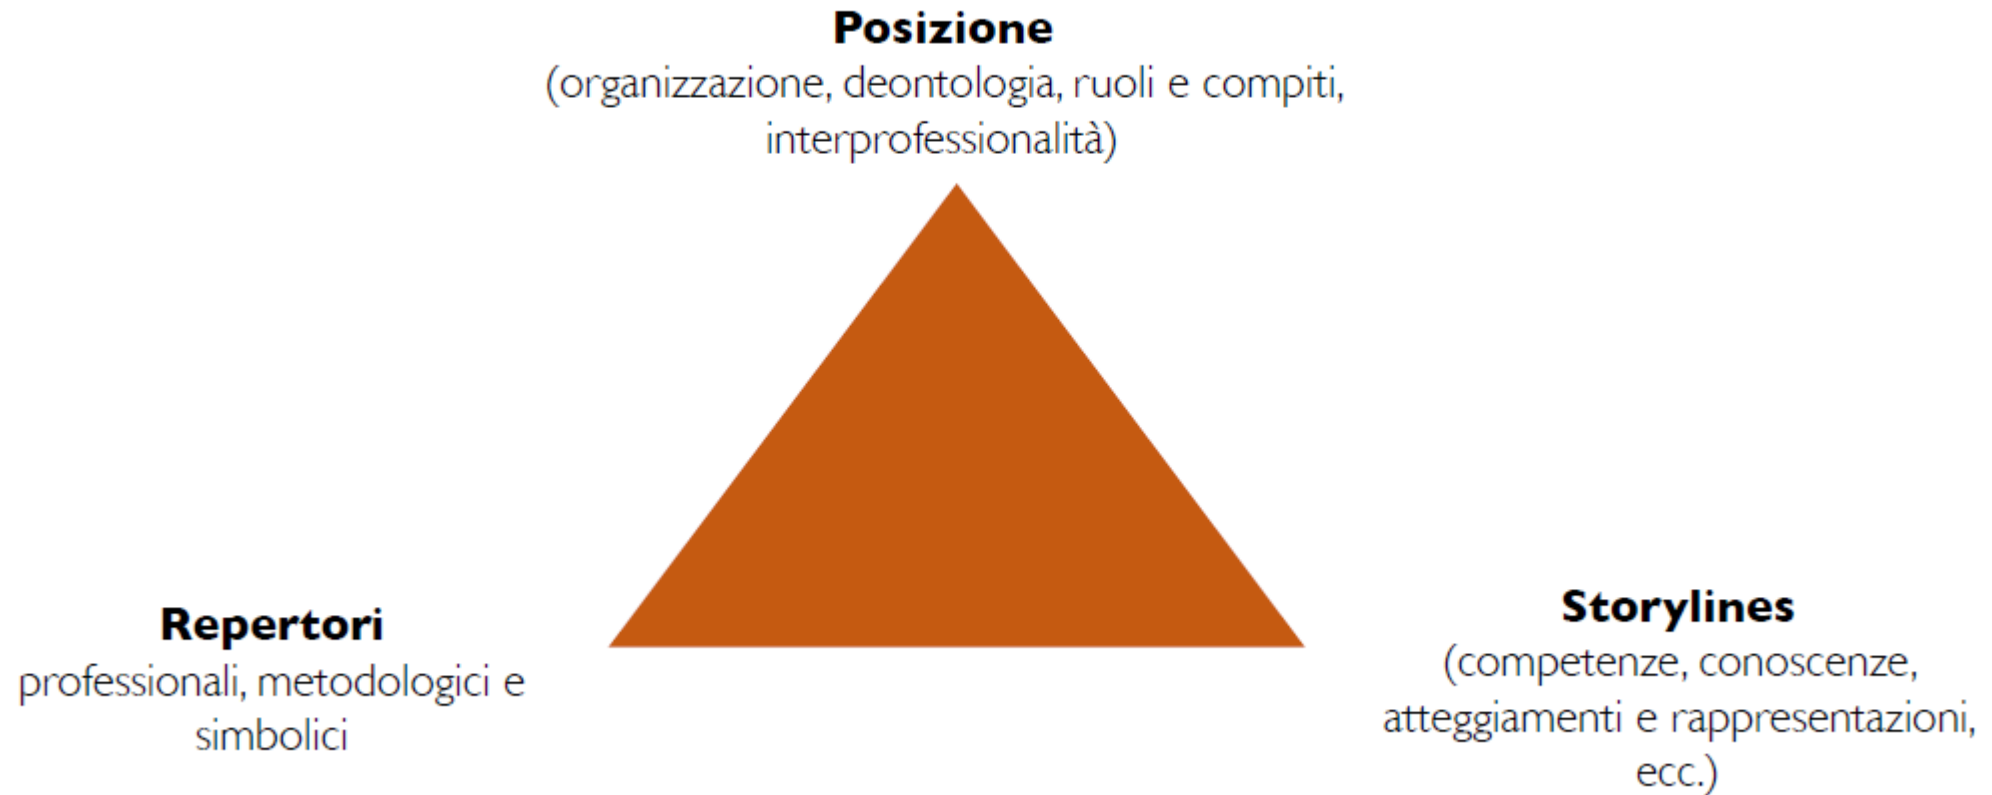 Posizione
(organizzazione, deontologia, ruoli e compiti,
interprofessionalità)
Repertori
professionali, metodologici e
simbolici
Storylines
(competenze, conoscenze,
atteggiamenti e rappresentazioni,
ecc.)